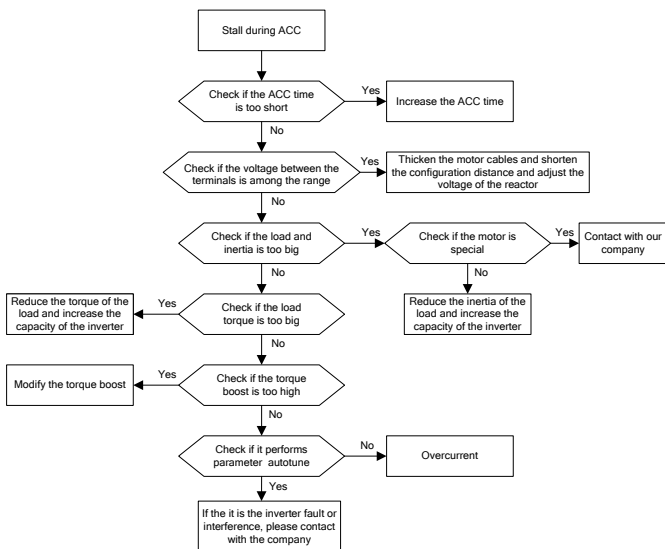 Stall during ACC
Check if the ACC time
is too short
Yes
Increase the ACC time
No
Check if the voltage between the
terminals is among the range
Yes
Thicken the motor cables and shorten
the configuration distance and adjust the
voltage of the reactor
No
Check if the load and
inertia is too big
Yes
Check if the motor is
special
Yes
Contact with our
company
No
No
Reduce the torque of the
load and increase the
capacity of the inverter
Yes
Check if the load
torque is too big
Reduce the inertia of the
load and increase the
capacity of the inverter
No
Modify the torque boost
Yes
Check if the torque
boost is too high
No
Check if it performs
parameter autotune
No
Overcurrent
Yes
If the it is the inverter fault or
interference, please contact
with the company